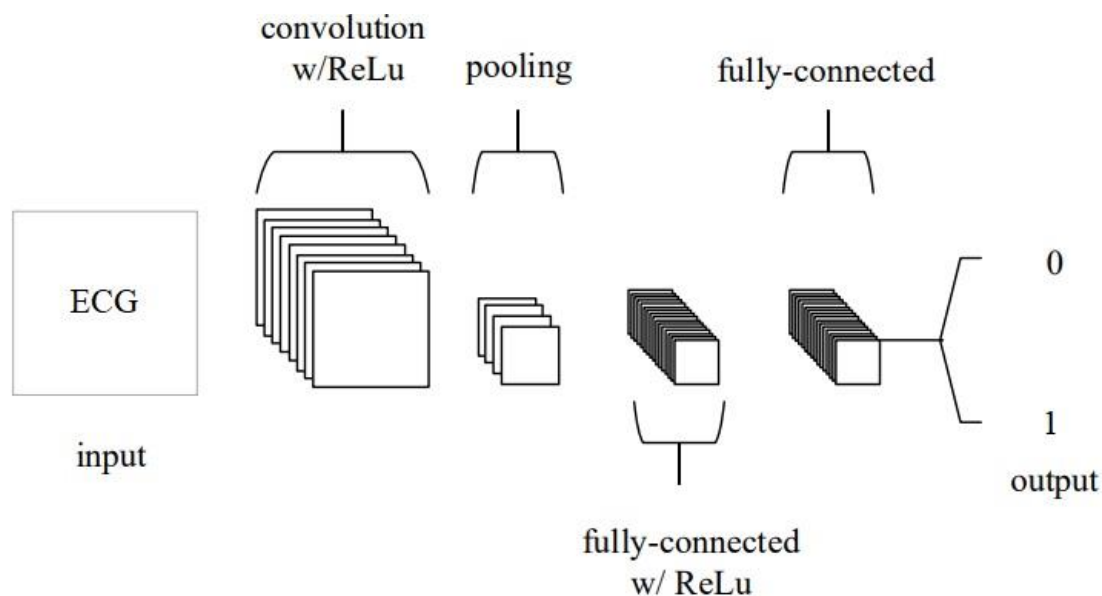 convolution
w/ReLu
pooling
fully-connected
ECG
input
fully-connected
w/ ReLu
0
1
output